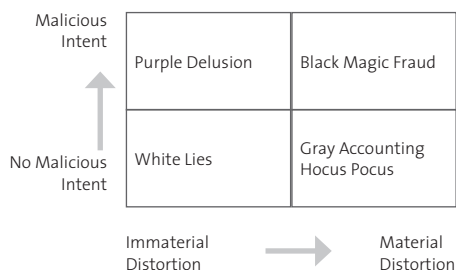 Malicious
Intent
Purple Delusion
Black Magic Fraud
No Malicious
Intent
White Lies
Gray Accounting
Hocus Pocus
Immaterial
Distortion
Material
Distortion